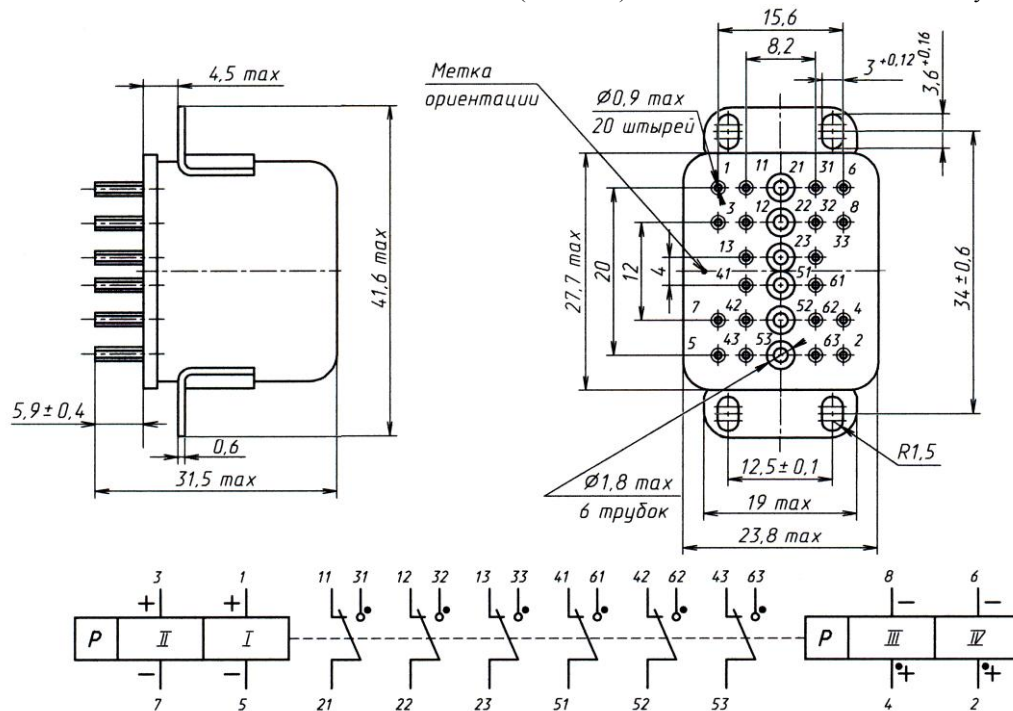 15,6
8,2
3 +0,12
3,6 +0,16
4,5 max
Метка
ориентации
Ø0,9 max
20 штырей
1 11 21 31 6
3 12 22 32 8
13 23 33
41 51 61
7 42 52 62 4
5 43 53 63 2
41,6 max
27,7 max
20
12
4
34±0,6
5,9±0,4
0,6
31,5 max
R1,5
12,5±0,1
Ø1,8 max
6 трубок
19 max
23,8 max
3 1 11 31 12 32 13 33 41 61 42 62 43 63 8 6
+ + − −
P II I P III IV
− − + +
7 5 21 22 23 51 52 53 4 2